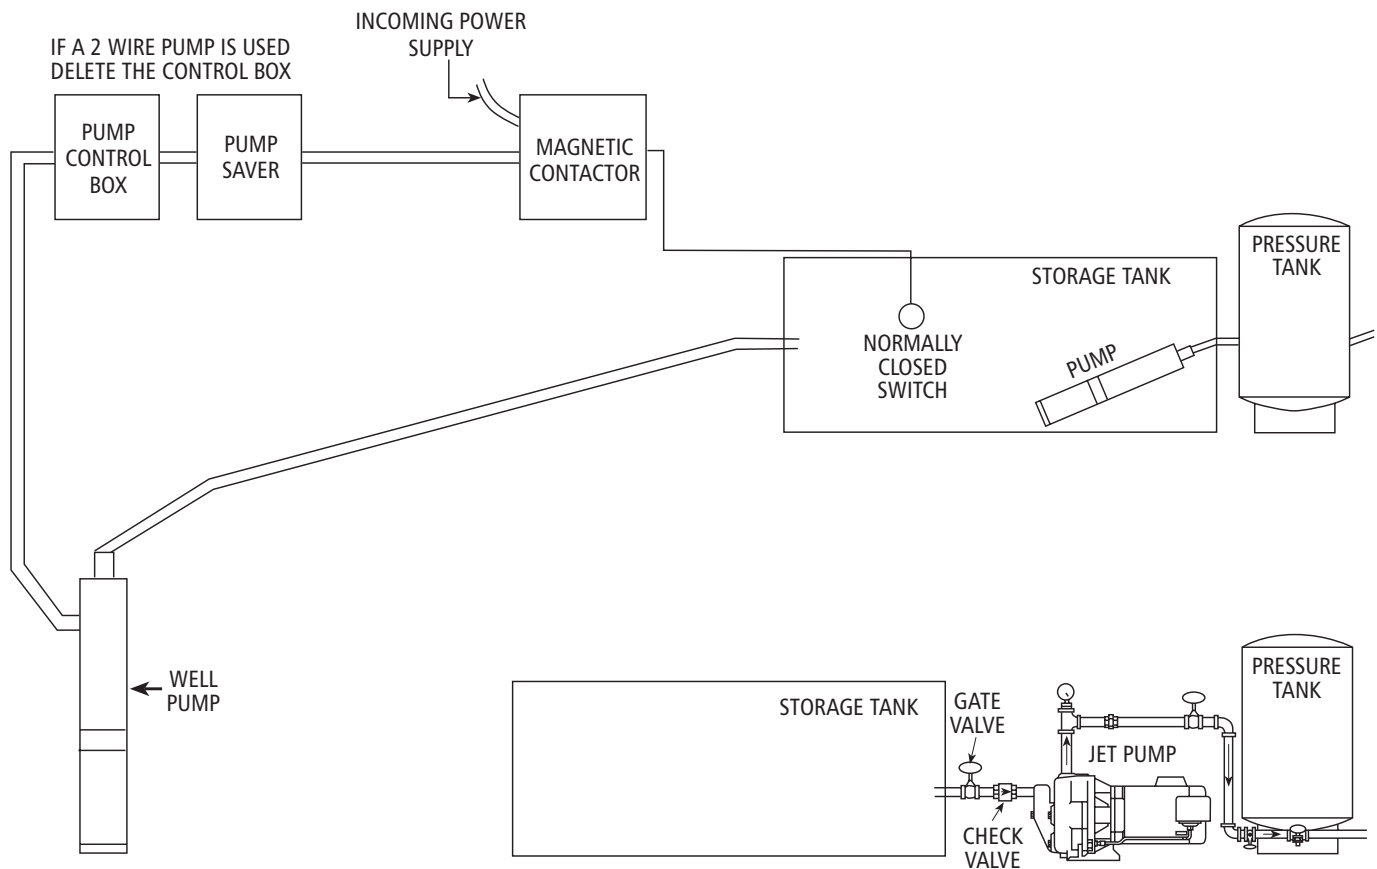 INCOMING POWER
SUPPLY
IF A 2 WIRE PUMP IS USED
DELETE THE CONTROL BOX
PUMP
CONTROL
BOX
PUMP
SAVER
MAGNETIC
CONTACTOR
STORAGE TANK
PRESSURE
TANK
NORMALLY
CLOSED
SWITCH
PUMP
WELL
PUMP
STORAGE TANK
GATE
VALVE
JET PUMP
PRESSURE
TANK
CHECK
VALVE